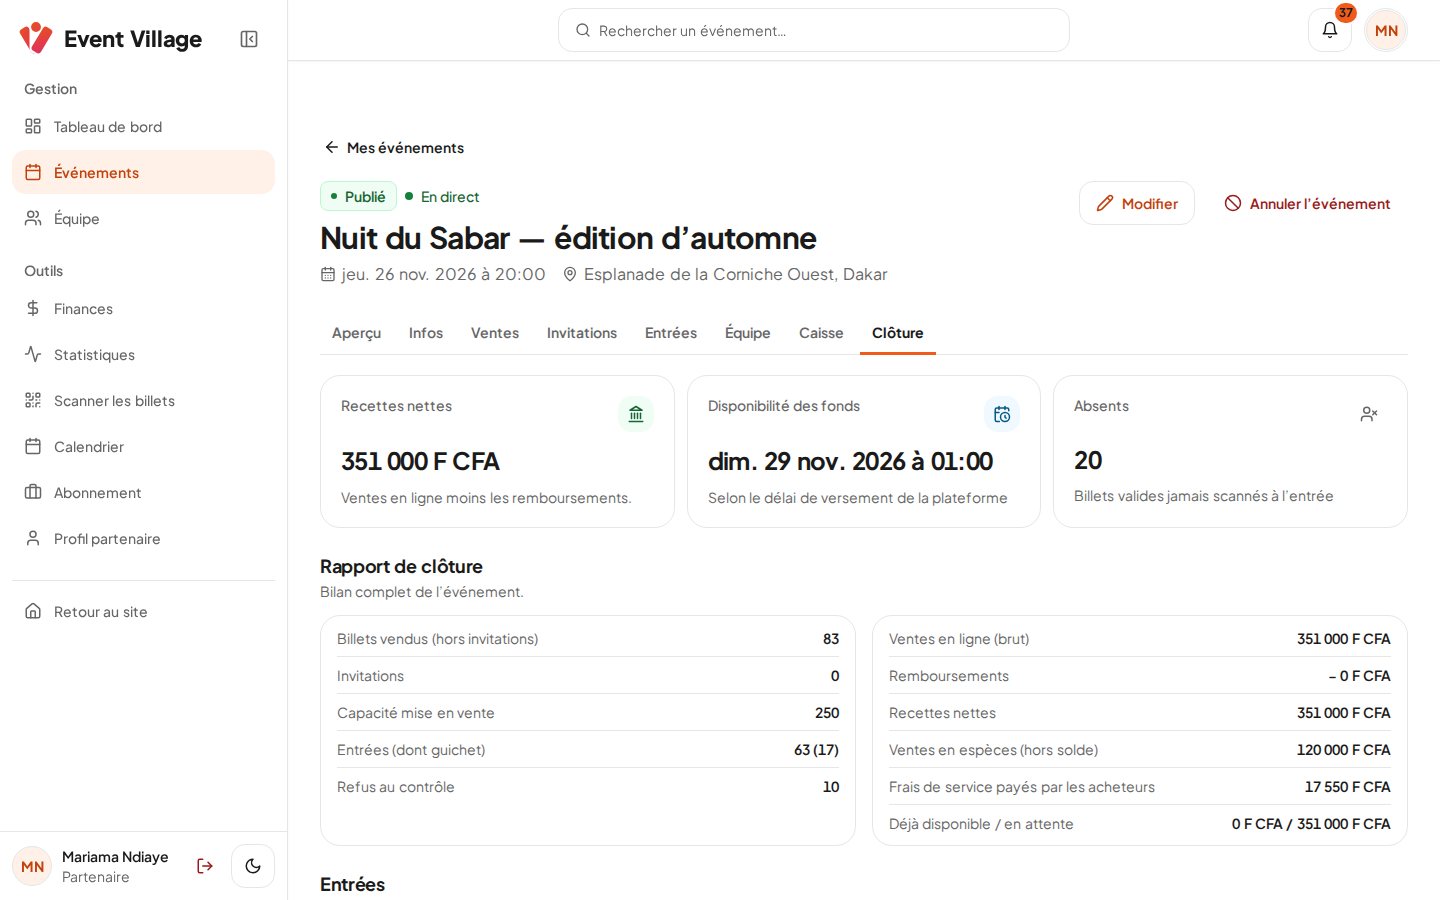 Event Village
Rechercher un événement...
37
MN
Gestion
Tableau de bord
Événements
Équipe
Outils
Finances
Statistiques
Scanner les billets
Calendrier
Abonnement
Profil partenaire
Retour au site
MN
Mariama Ndiaye
Partenaire
Mes événements
Publié
En direct
Modifier
Annuler l'événement
Nuit du Sabar — édition d'automne
jeu. 26 nov. 2026 à 20:00
Esplanade de la Corniche Ouest, Dakar
Aperçu
Infos
Ventes
Invitations
Entrées
Équipe
Caisse
Clôture
Recettes nettes
351 000 F CFA
Ventes en ligne moins les remboursements.
Disponibilité des fonds
dim. 29 nov. 2026 à 01:00
Selon le délai de versement de la plateforme
Absents
20
Billets valides jamais scannés à l'entrée
Rapport de clôture
Bilan complet de l'événement.
Billets vendus (hors invitations) 83
Invitations 0
Capacité mise en vente 250
Entrées (dont guichet) 63 (17)
Refus au contrôle 10
Ventes en ligne (brut) 351 000 F CFA
Remboursements – 0 F CFA
Recettes nettes 351 000 F CFA
Ventes en espèces (hors solde) 120 000 F CFA
Frais de service payés par les acheteurs 17 550 F CFA
Déjà disponible / en attente 0 F CFA / 351 000 F CFA
Entrées